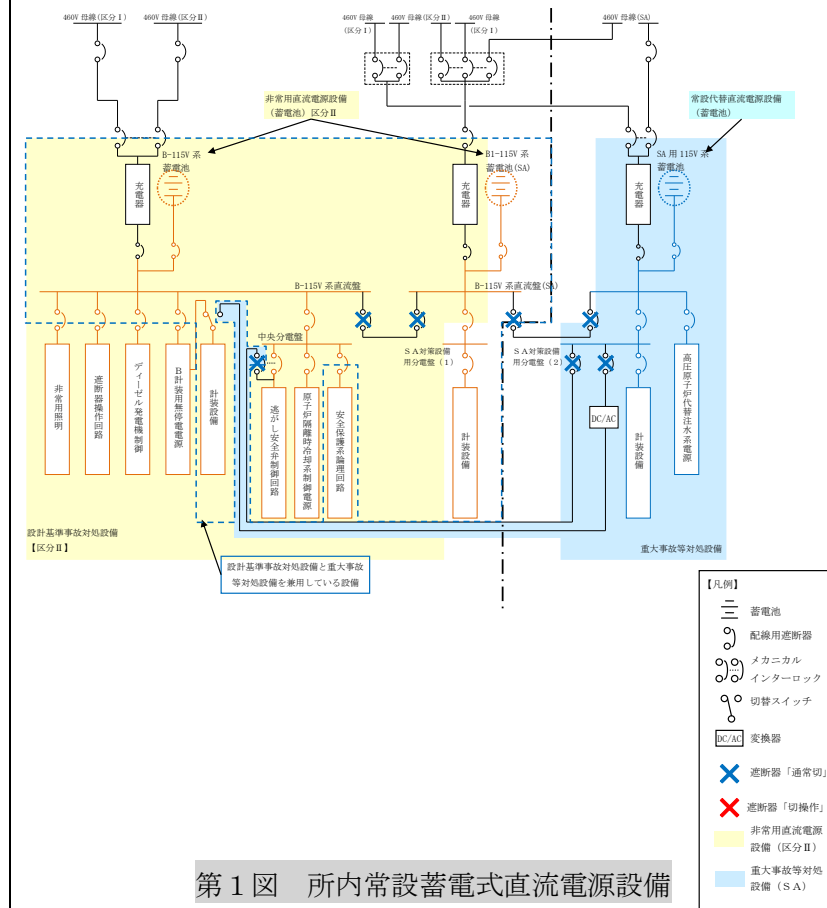 460V 母線(区分Ⅰ)
460V 母線(区分Ⅱ)
460V 母線
(区分Ⅰ)
460V 母線(区分Ⅱ)
460V 母線
(区分Ⅰ)
460V 母線(SA)
非常用直流電源設備
(蓄電池) 区分Ⅱ
常設代替直流電源設備
(蓄電池)
B-115V 系
蓄電池
B1-115V 系
蓄電池(SA)
SA 用 115V 系
蓄電池
充電器
充電器
充電器
B-115V 系直流盤
B-115V 系直流盤(SA)
中央分電盤
SA対策設備
用分電盤(1)
SA対策設備
用分電盤(2)
非常用照明
遮断器操作回路
ディーゼル発電機制御
B計装用無停電電源
計装設備
逃がし安全弁制御回路
原子炉隔離時冷却系制御電源
安全保護系論理回路
計装設備
DC/AC
計装設備
高圧原子炉代替注水系電源
設計基準事故対処設備
【区分Ⅱ】
重大事故等対処設備
設計基準事故対処設備と重大事故
等対処設備を兼用している設備
【凡例】
蓄電池
配線用遮断器
メカニカル
インターロック
切替スイッチ
DC/AC 変換器
遮断器「通常切」
遮断器「切操作」
非常用直流電源
設備(区分Ⅱ)
重大事故等対処
設備(SA)
第1図 所内常設蓄電式直流電源設備